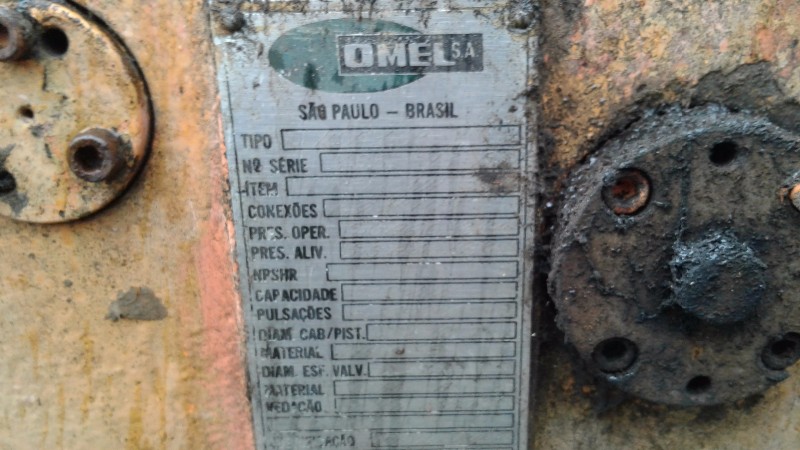 OMEL SA
SÃO PAULO – BRASIL
TIPO
Nº SÉRIE
ITEM
CONEXÕES
PRES. OPER.
PRES. ALIV.
NPSHR
CAPACIDADE
PULSAÇÕES
DIAM. CAB/PIST.
MATERIAL
DIAM. ESF. VALV.
MATERIAL
VEDAÇÃO